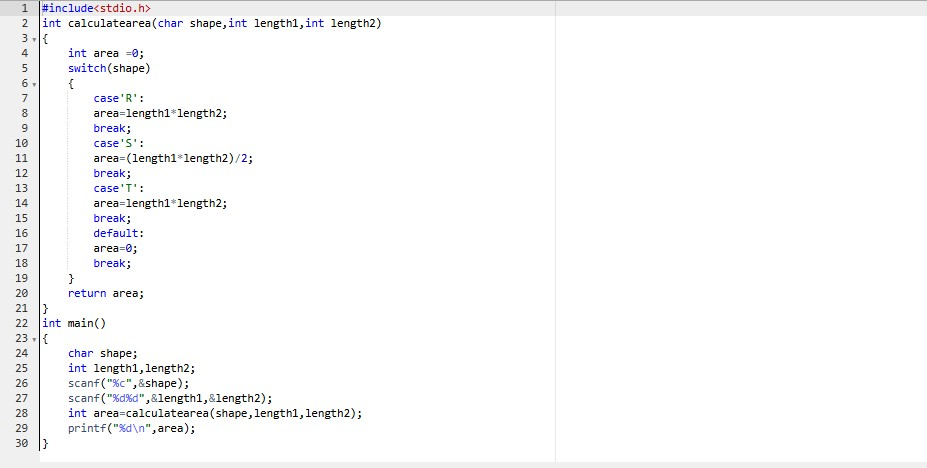 1 #include<stdio.h>
2 int calculatearea(char shape,int length1,int length2)
3 {
4 int area =0;
5 switch(shape)
6 {
7 case'R':
8 area=length1*length2;
9 break;
10 case'S':
11 area=(length1*length2)/2;
12 break;
13 case'T':
14 area=length1*length2;
15 break;
16 default:
17 area=0;
18 break;
19 }
20 return area;
21 }
22 int main()
23 {
24 char shape;
25 int length1,length2;
26 scanf("%c",&shape);
27 scanf("%d%d",&length1,&length2);
28 int area=calculatearea(shape,length1,length2);
29 printf("%d\n",area);
30 }